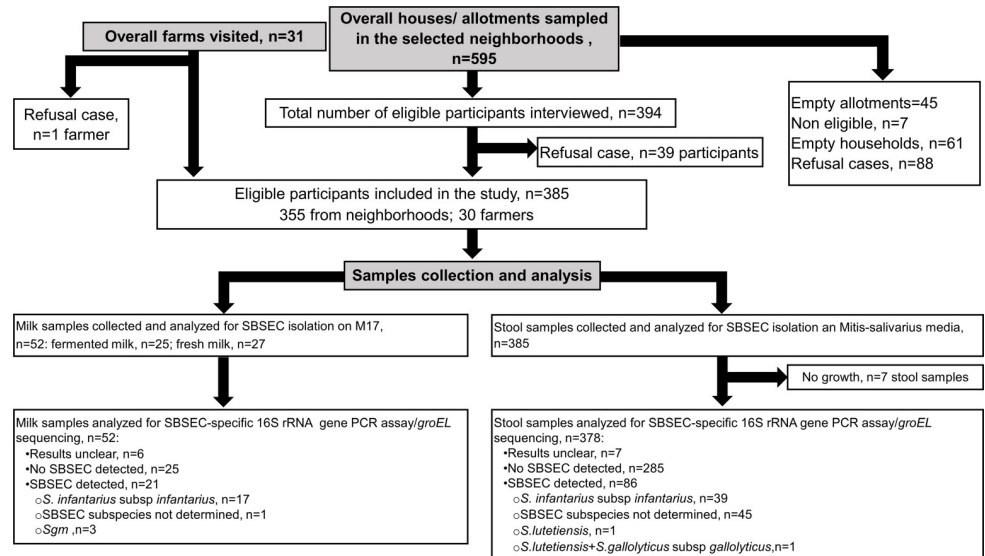 Overall farms visited, n=31
Overall houses/ allotments sampled
in the selected neighborhoods ,
n=595
Refusal case,
n=1 farmer
Total number of eligible participants interviewed, n=394
Refusal case, n=39 participants
Empty allotments=45
Non eligible, n=7
Empty households, n=61
Refusal cases, n=88
Eligible participants included in the study, n=385
355 from neighborhoods; 30 farmers
Samples collection and analysis
Milk samples collected and analyzed for SBSEC isolation on M17,
n=52: fermented milk, n=25; fresh milk, n=27
Stool samples collected and analyzed for SBSEC isolation an Mitis-salivarius media,
n=385
No growth, n=7 stool samples
Milk samples analyzed for SBSEC-specific 16S rRNA gene PCR assay/groEL
sequencing, n=52:
•Results unclear, n=6
•No SBSEC detected, n=25
•SBSEC detected, n=21
oS. infantarius subsp infantarius, n=17
oSBSEC subspecies not determined, n=1
oSgm ,n=3
Stool samples analyzed for SBSEC-specific 16S rRNA gene PCR assay/groEL
sequencing, n=378:
•Results unclear, n=7
•No SBSEC detected, n=285
•SBSEC detected, n=86
oS. infantarius subsp infantarius, n=39
oSBSEC subspecies not determined, n=45
oS.lutetiensis, n=1
oS.lutetiensis+S.gallolyticus subsp gallolyticus,n=1